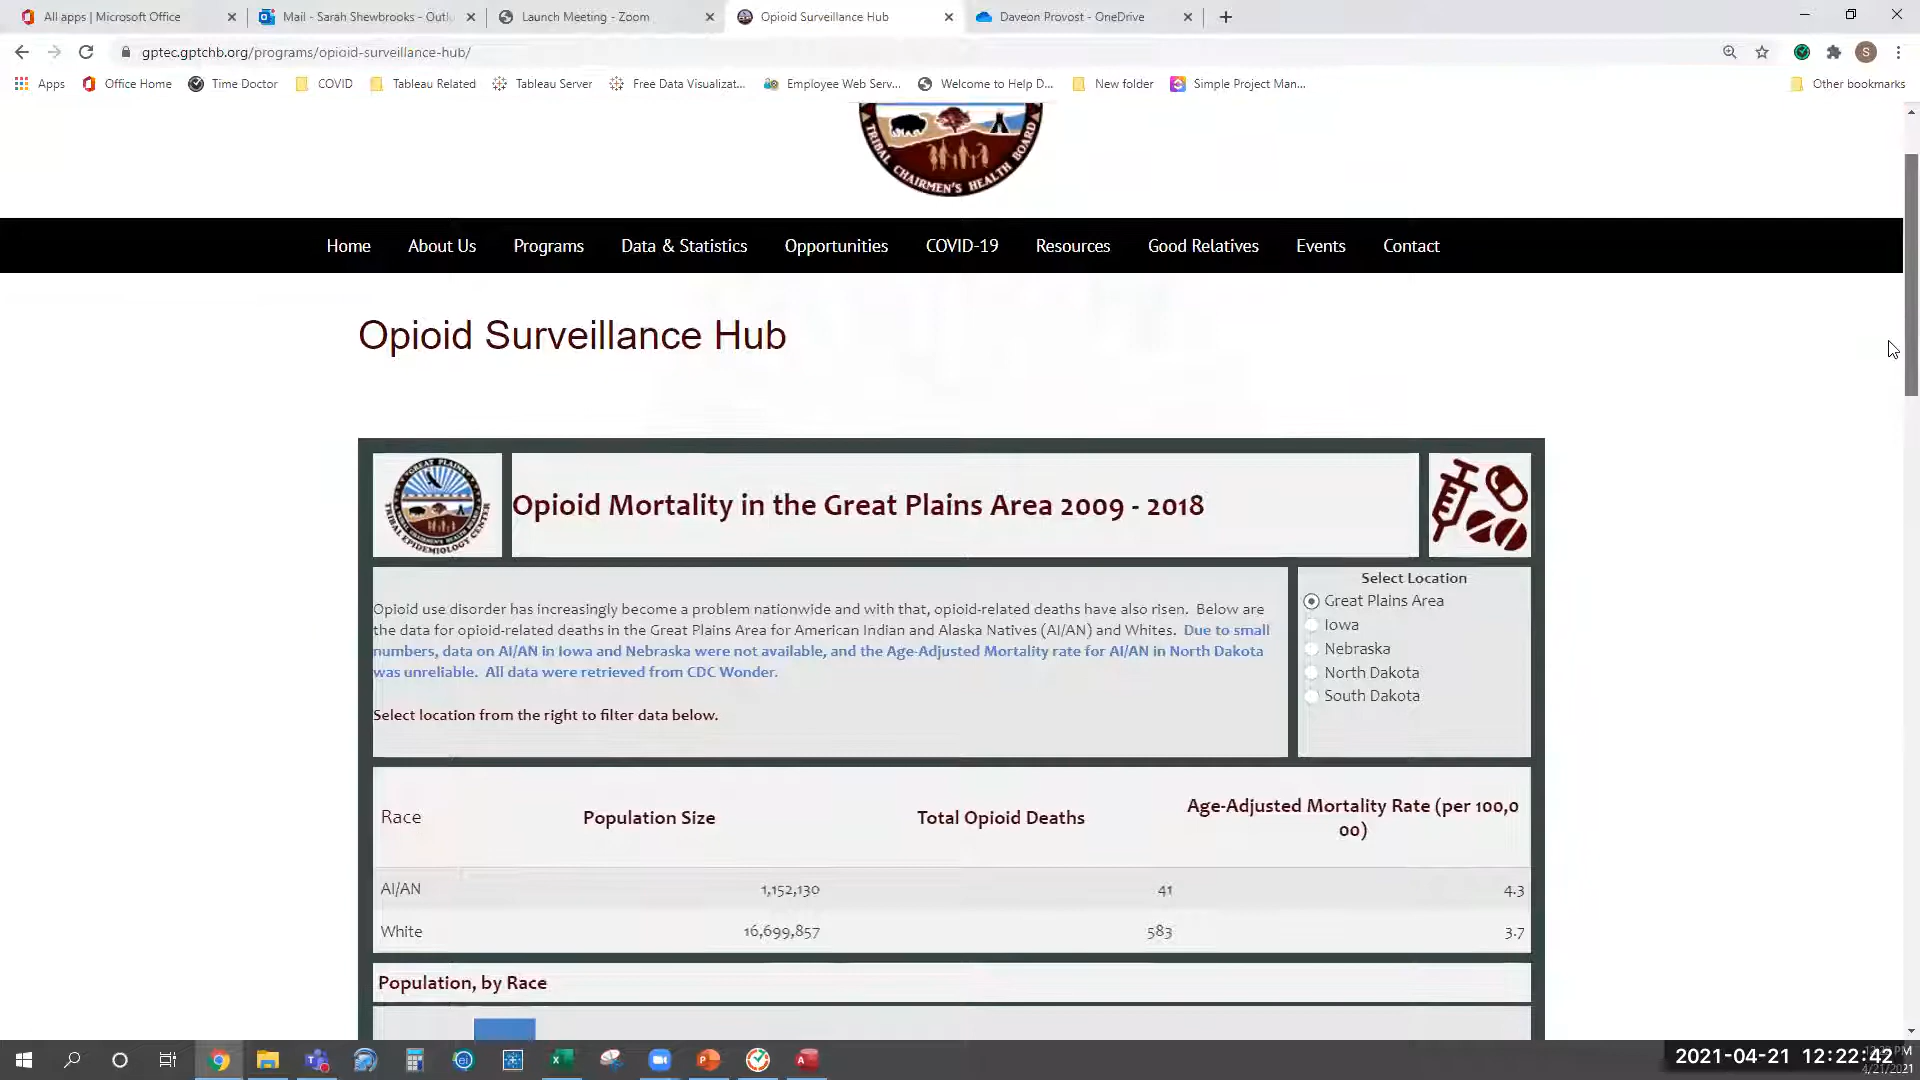 All apps | Microsoft Office
Mail - Sarah Shewbrooks - Outl
Launch Meeting - Zoom
Opioid Surveillance Hub
Daveon Provost - OneDrive
gptec.gptchb.org/programs/opioid-surveillance-hub/
S
Apps
Office Home
Time Doctor
COVID
Tableau Related
Tableau Server
Free Data Visualizat...
Employee Web Serv...
Welcome to Help D...
New folder
Simple Project Man...
Other bookmarks
TRIBAL CHAIRMEN'S HEALTH BOARD
Home About Us Programs Data & Statistics Opportunities COVID-19 Resources Good Relatives Events Contact
Opioid Surveillance Hub
GREAT PLAINS
TRIBAL EPIDEMIOLOGY CENTER
Opioid Mortality in the Great Plains Area 2009 - 2018
Opioid use disorder has increasingly become a problem nationwide and with that, opioid-related deaths have also risen. Below are
the data for opioid-related deaths in the Great Plains Area for American Indian and Alaska Natives (AI/AN) and Whites. Due to small
numbers, data on AI/AN in Iowa and Nebraska were not available, and the Age-Adjusted Mortality rate for AI/AN in North Dakota
was unreliable. All data were retrieved from CDC Wonder.
Select location from the right to filter data below.
Select Location
Great Plains Area
Iowa
Nebraska
North Dakota
South Dakota
Race Population Size Total Opioid Deaths Age-Adjusted Mortality Rate (per 100,0
00)
AI/AN 1,152,130 41 4.3
White 16,699,857 583 3.7
Population, by Race
2021-04-21 12:22:42
4/21/2021